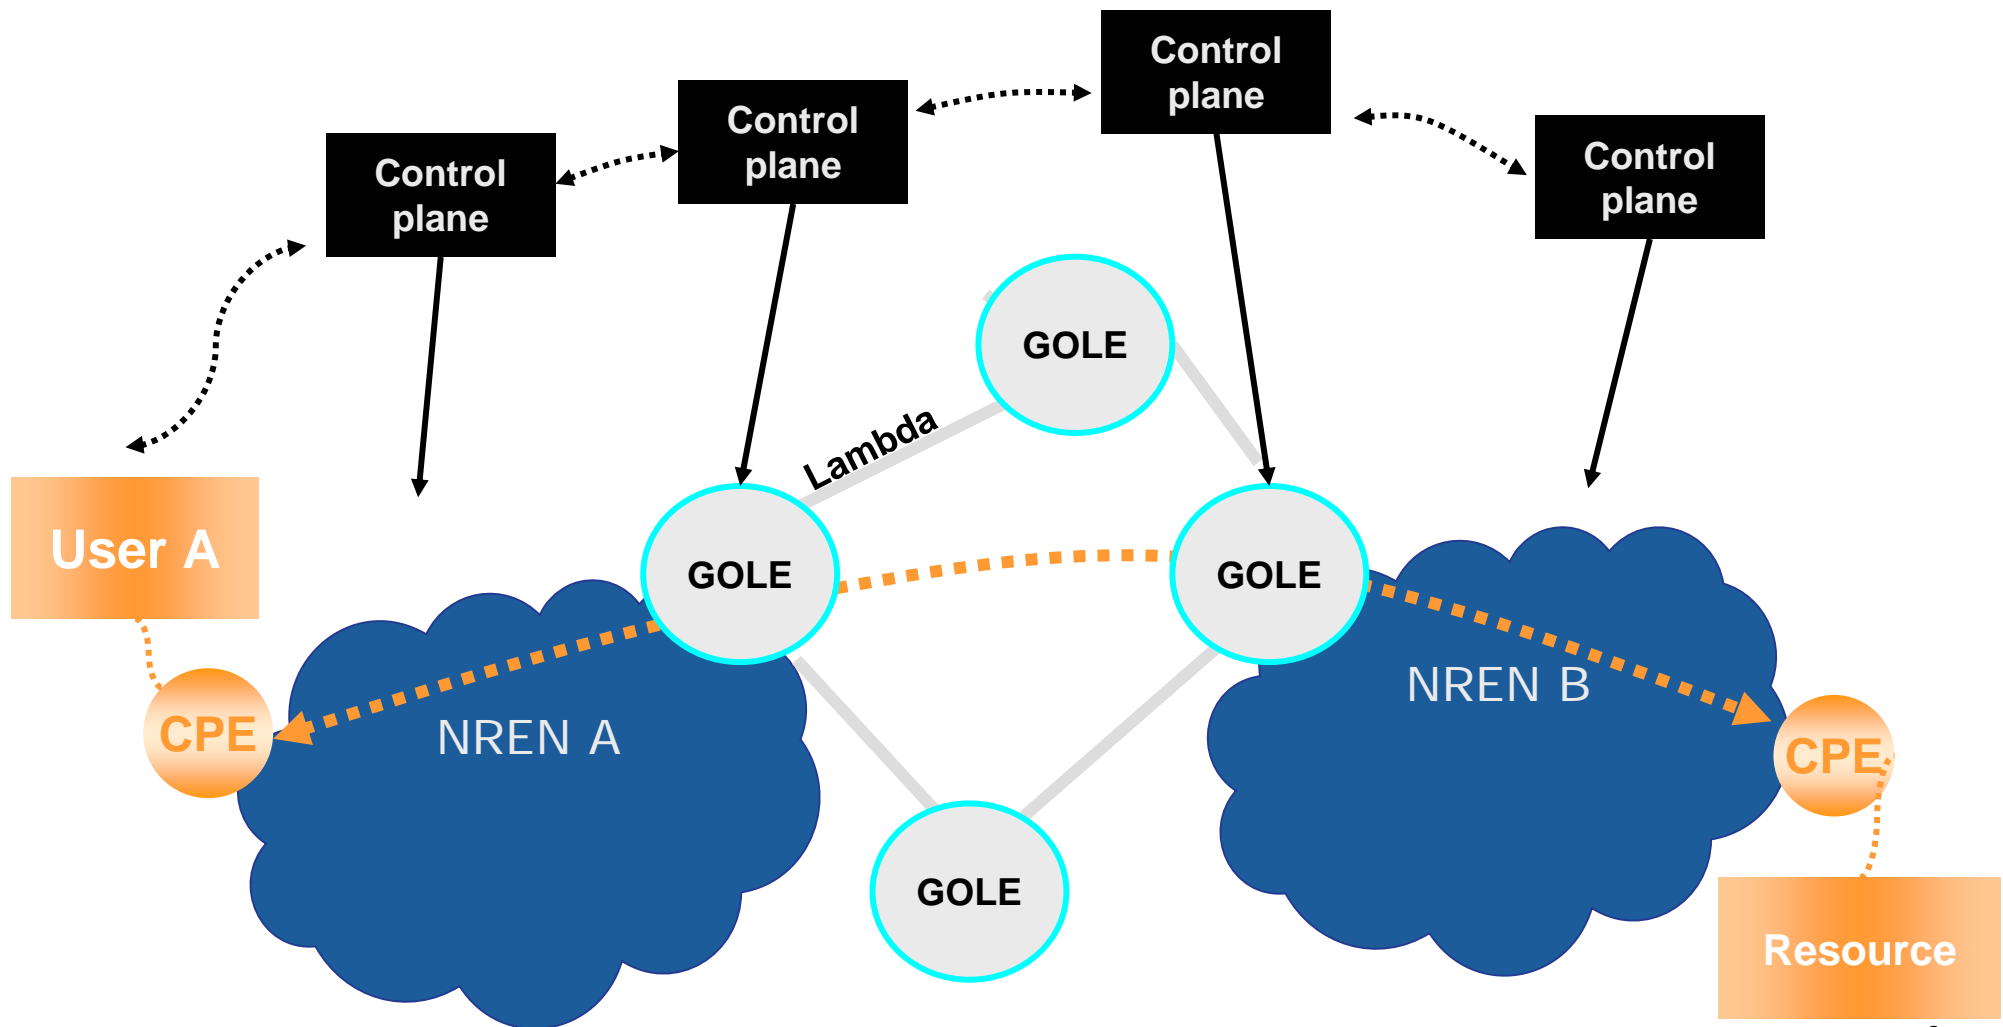 Control
plane
Control
plane
Control
plane
Control
plane
GOLE
Lambda
User A
GOLE
GOLE
NREN B
CPE
NREN A
CPE
GOLE
Resource